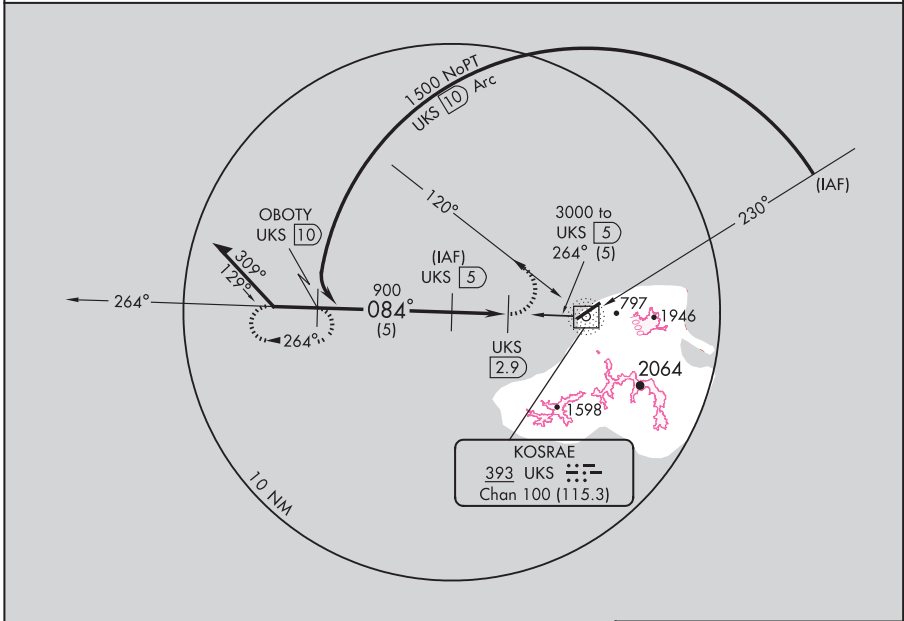 1500 NoPT
UKS 10 Arc
(IAF)
230°
120°
3000 to
UKS 5
264° (5)
OBOTY
UKS 10
(IAF)
UKS 5
309°
129°
264°
900
084°
(5)
264°
UKS
2.9
797
1946
2064
1598
KOSRAE
393 UKS
Chan 100 (115.3)
10 NM